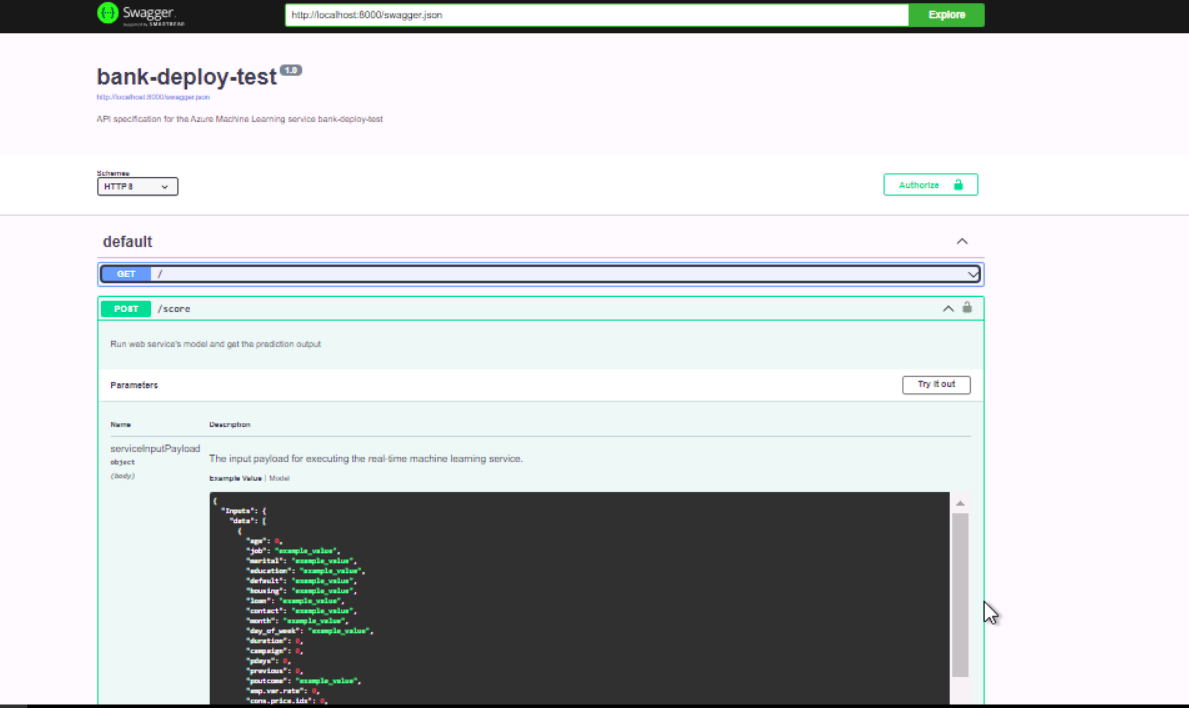 Swagger.
supported by SMARTBEAR
http://localhost:8000/swagger.json
Explore
bank-deploy-test 1.0
http://localhost:8000/swagger.json
API specification for the Azure Machine Learning service bank-deploy-test
Schemes
HTTPS
Authorize
default
GET /
POST /score
Run web service's model and get the prediction output
Parameters
Try it out
Name Description
serviceInputPayload
object
(body)
The input payload for executing the real-time machine learning service.
Example Value | Model
{
"Inputs": {
"data": [
{
"age": 0,
"job": "example_value",
"marital": "example_value",
"education": "example_value",
"default": "example_value",
"housing": "example_value",
"loan": "example_value",
"contact": "example_value",
"month": "example_value",
"day_of_week": "example_value",
"duration": 0,
"campaign": 0,
"pdays": 0,
"previous": 0,
"poutcome": "example_value",
"emp.var.rate": 0,
"cons.price.idx": 0,